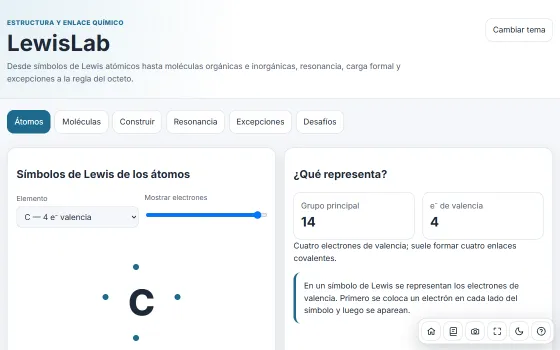 ESTRUCTURA Y ENLACE QUÍMICO
LewisLab
Desde símbolos de Lewis atómicos hasta moléculas orgánicas e inorgánicas, resonancia, carga formal y
excepciones a la regla del octeto.
Cambiar tema
Átomos
Moléculas
Construir
Resonancia
Excepciones
Desafíos
Símbolos de Lewis de los átomos
Elemento
Mostrar electrones
C — 4 e⁻ valencia
C
¿Qué representa?
Grupo principal
14
e⁻ de valencia
4
Cuatro electrones de valencia; suele formar cuatro enlaces
covalentes.
En un símbolo de Lewis se representan los electrones de
valencia. Primero se coloca un electrón en cada lado del
símbolo y luego se aparean.